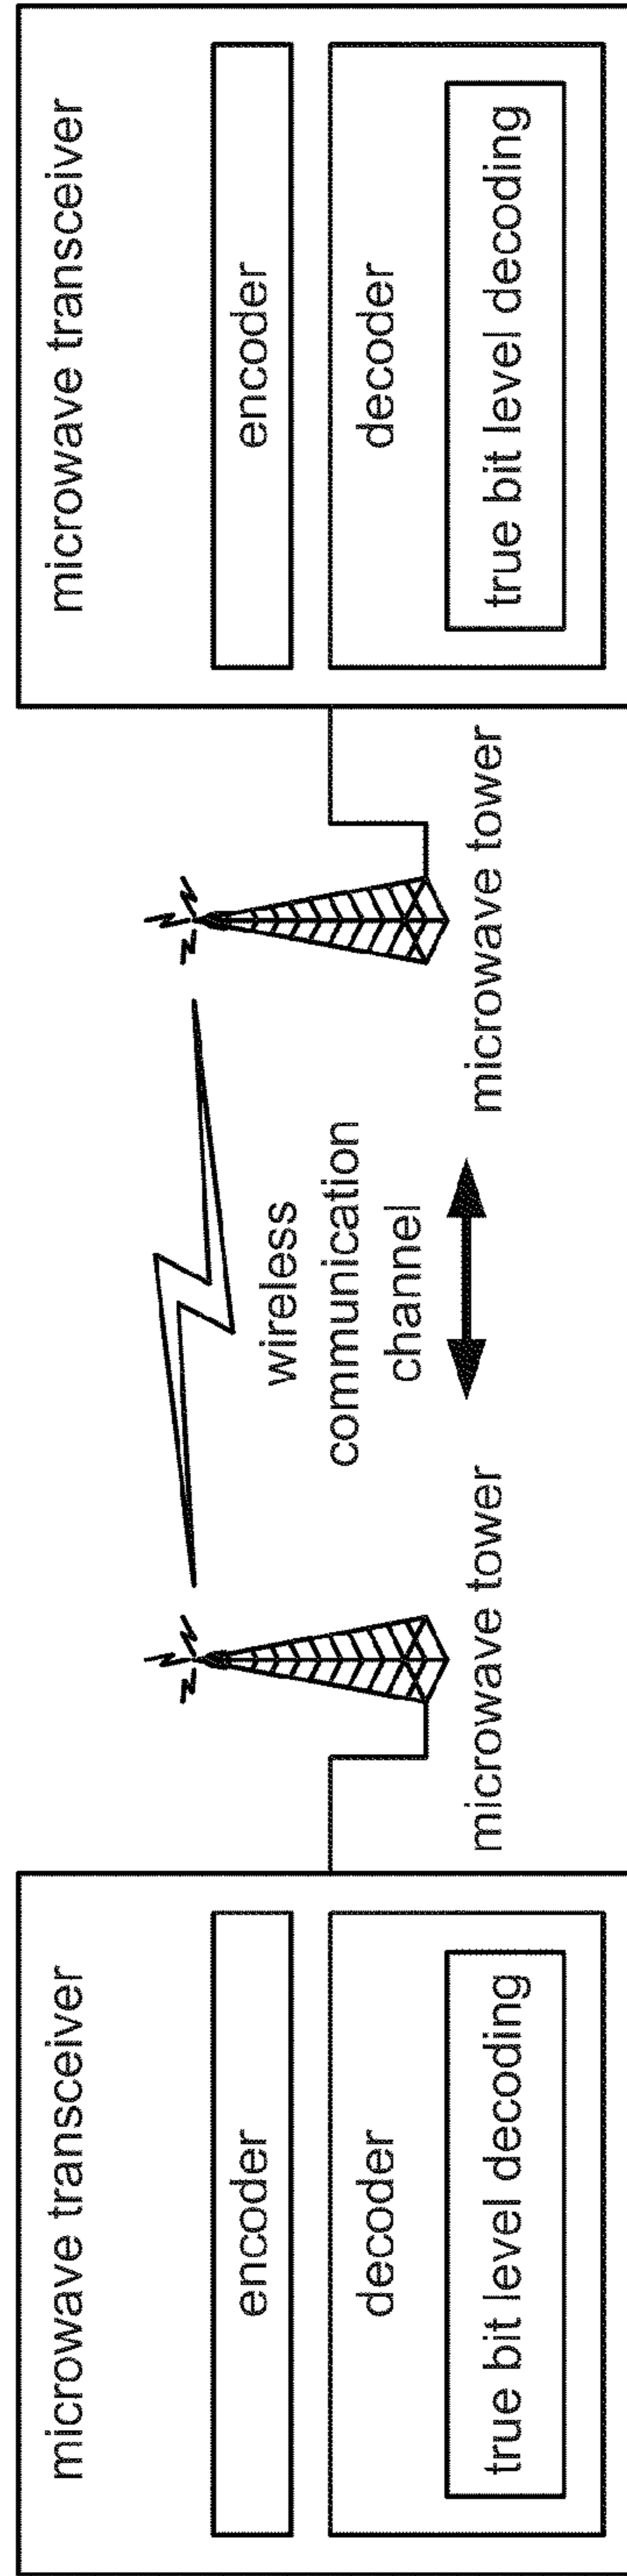 microwave transceiver
encoder
decoder
true bit level decoding
microwave tower
wireless
communication
channel
microwave tower
microwave transceiver
encoder
decoder
true bit level decoding